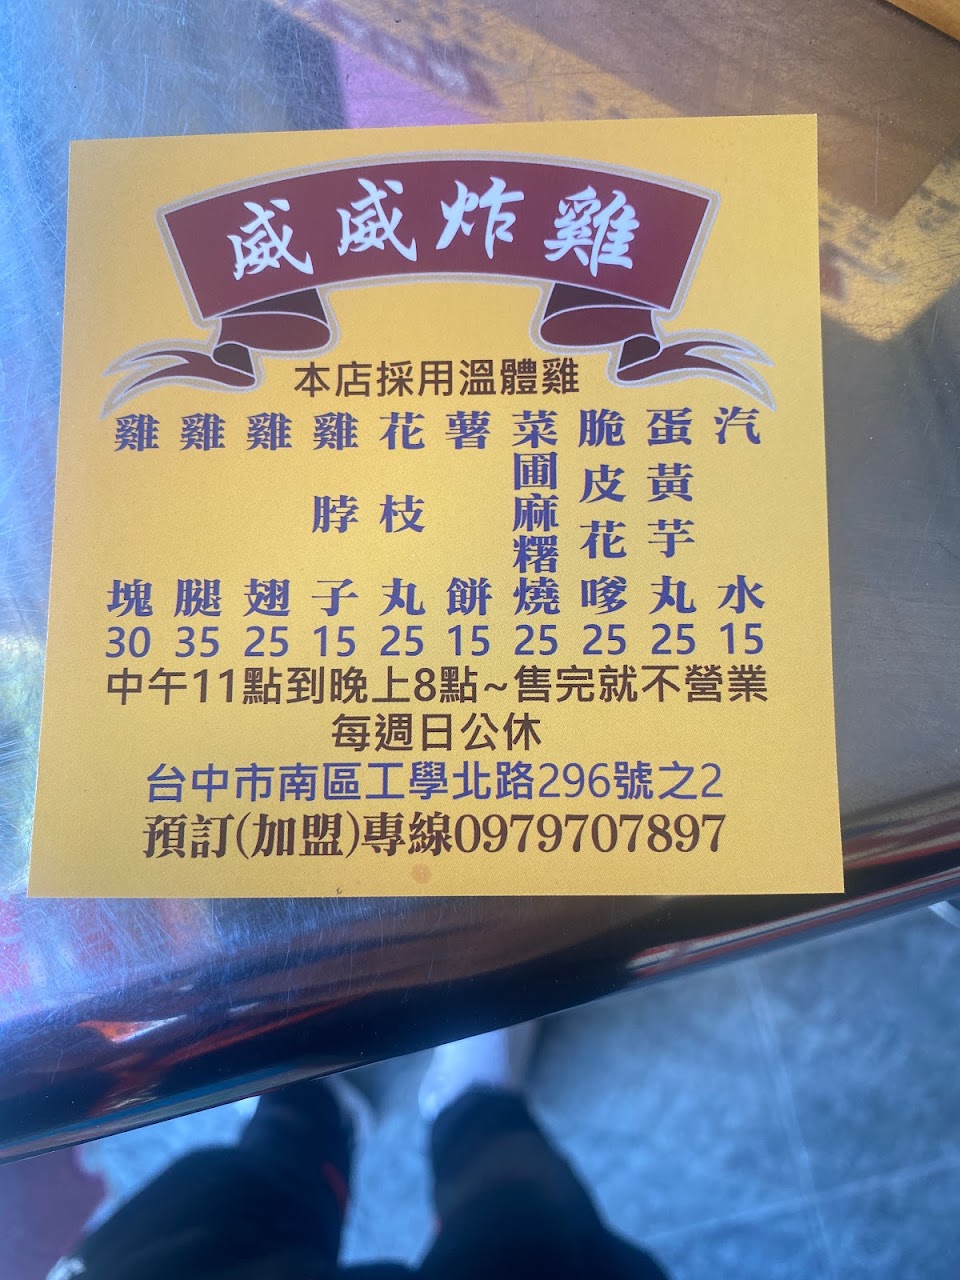 威威炸雞
本店採用溫體雞
雞塊 30
雞腿 35
雞翅 25
雞脖子 15
花枝丸 25
薯餅 15
菜圃麻糬燒 25
脆皮花嗲 25
蛋黃芋丸 25
汽水 15
中午11點到晚上8點~售完就不營業
每週日公休
台中市南區工學北路296號之2
預訂(加盟)專線0979707897